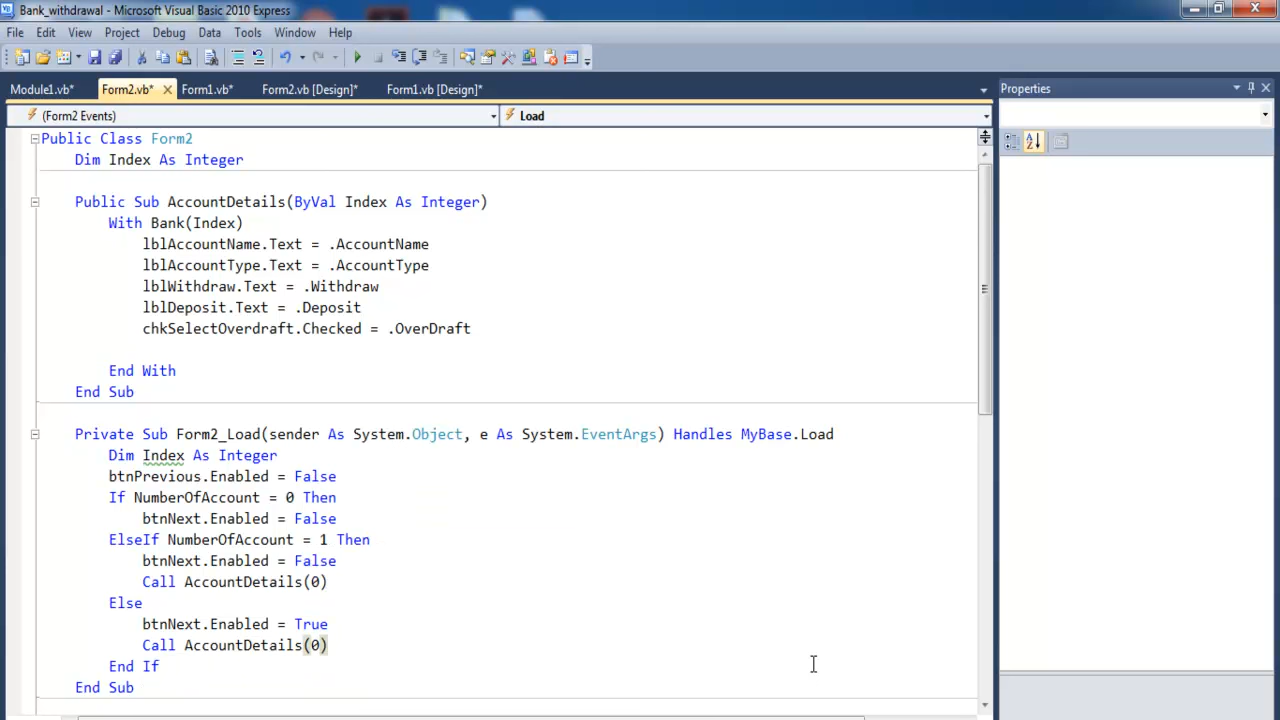 Bank_withdrawal - Microsoft Visual Basic 2010 Express
File Edit View Project Debug Data Tools Window Help
Module1.vb* Form2.vb* Form1.vb* Form2.vb [Design]* Form1.vb [Design]*
(Form2 Events) Load
Public Class Form2
Dim Index As Integer
Public Sub AccountDetails(ByVal Index As Integer)
With Bank(Index)
lblAccountName.Text = .AccountName
lblAccountType.Text = .AccountType
lblWithdraw.Text = .Withdraw
lblDeposit.Text = .Deposit
chkSelectOverdraft.Checked = .OverDraft
End With
End Sub
Private Sub Form2_Load(sender As System.Object, e As System.EventArgs) Handles MyBase.Load
Dim Index As Integer
btnPrevious.Enabled = False
If NumberOfAccount = 0 Then
btnNext.Enabled = False
ElseIf NumberOfAccount = 1 Then
btnNext.Enabled = False
Call AccountDetails(0)
Else
btnNext.Enabled = True
Call AccountDetails(0)
End If
End Sub
Properties